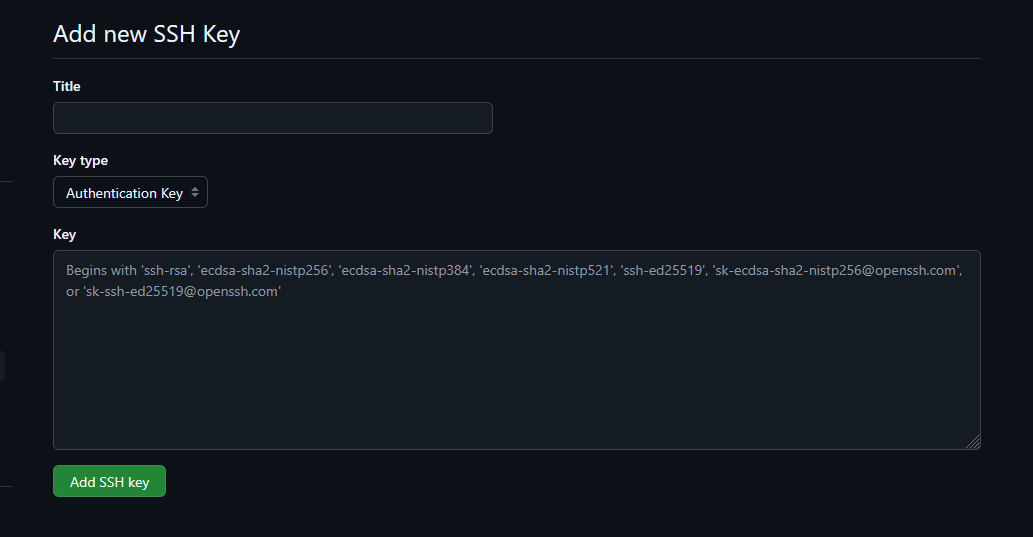 Add new SSH Key
Title
Key type
Authentication Key
Key
Begins with 'ssh-rsa', 'ecdsa-sha2-nistp256', 'ecdsa-sha2-nistp384', 'ecdsa-sha2-nistp521', 'ssh-ed25519', 'sk-ecdsa-sha2-nistp256@openssh.com',
or 'sk-ssh-ed25519@openssh.com'
Add SSH key